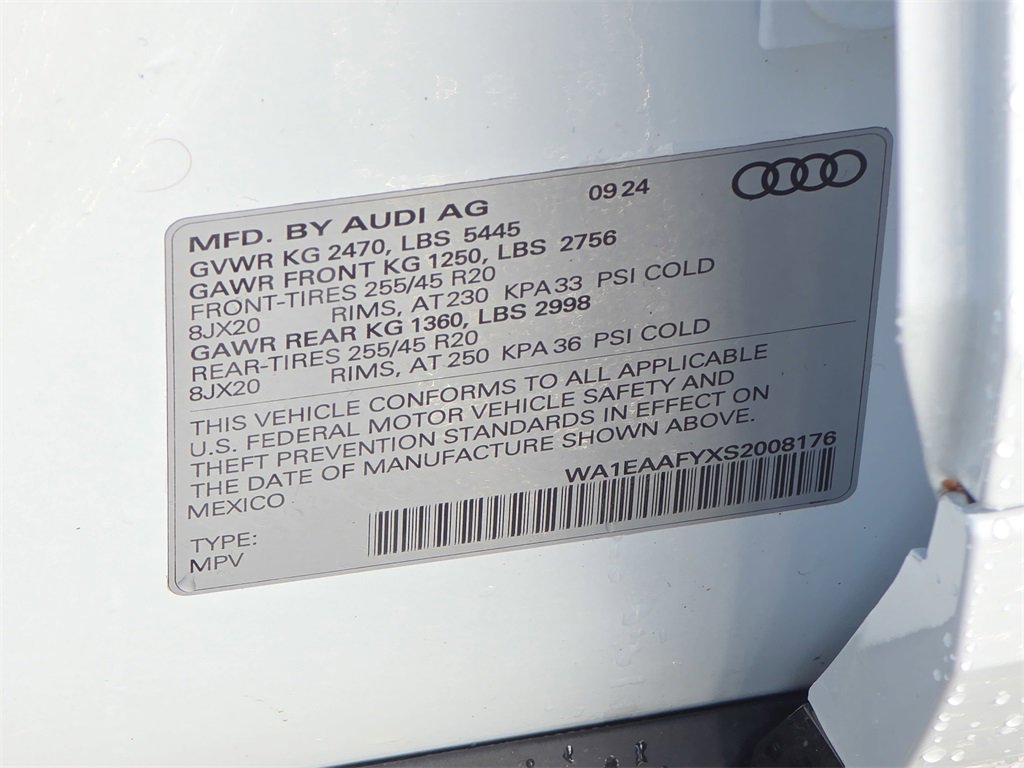 MFD. BY AUDI AG 09 24
GVWR KG 2470, LBS 5445
GAWR FRONT KG 1250, LBS 2756
FRONT-TIRES 255/45 R20
8JX20 RIMS, AT 230 KPA 33 PSI COLD
GAWR REAR KG 1360, LBS 2998
REAR-TIRES 255/45 R20
8JX20 RIMS, AT 250 KPA 36 PSI COLD
THIS VEHICLE CONFORMS TO ALL APPLICABLE
U.S. FEDERAL MOTOR VEHICLE SAFETY AND
THEFT PREVENTION STANDARDS IN EFFECT ON
THE DATE OF MANUFACTURE SHOWN ABOVE.
MEXICO WA1EAAFYXS2008176
TYPE:
MPV